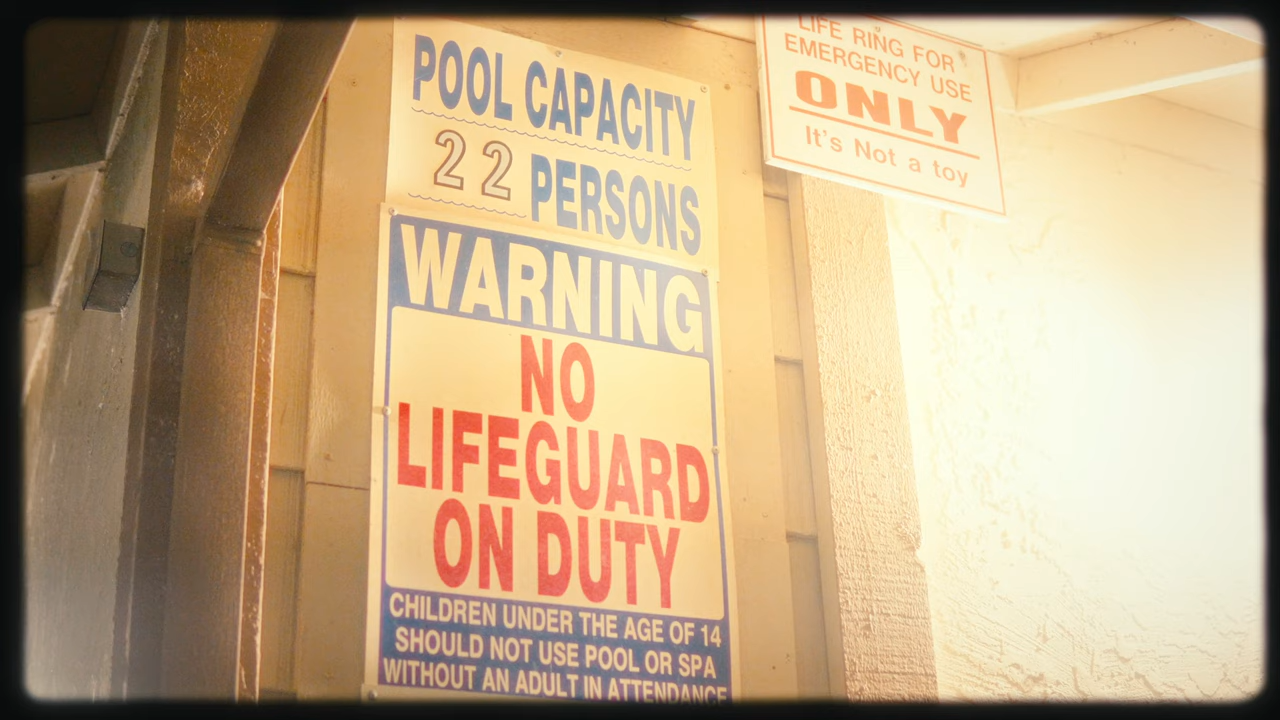 POOL CAPACITY
22 PERSONS
WARNING
NO
LIFEGUARD
ON DUTY
CHILDREN UNDER THE AGE OF 14
SHOULD NOT USE POOL OR SPA
WITHOUT AN ADULT IN ATTENDANCE
LIFE RING FOR
EMERGENCY USE
ONLY
It's Not a toy